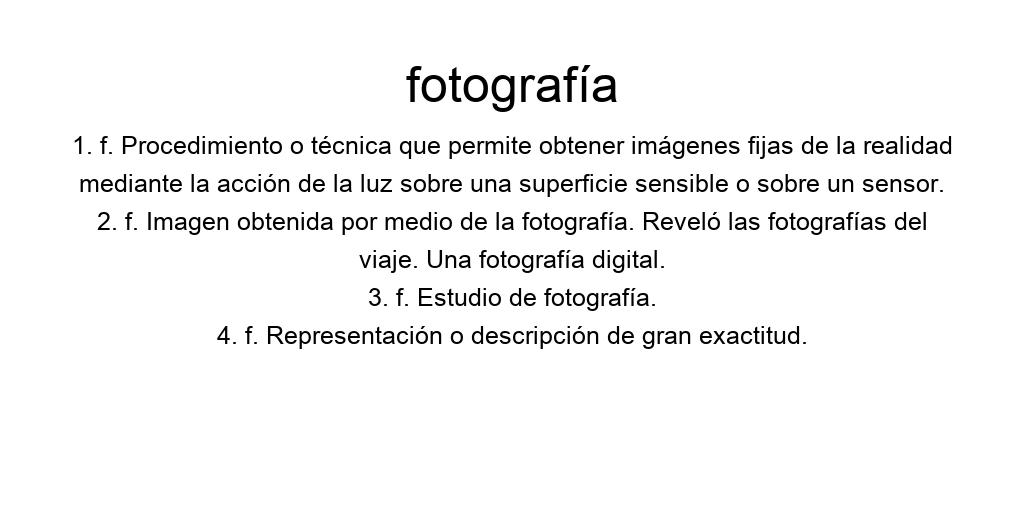 fotografía
1. f. Procedimiento o técnica que permite obtener imágenes fijas de la realidad
mediante la acción de la luz sobre una superficie sensible o sobre un sensor.
2. f. Imagen obtenida por medio de la fotografía. Reveló las fotografías del
viaje. Una fotografía digital.
3. f. Estudio de fotografía.
4. f. Representación o descripción de gran exactitud.